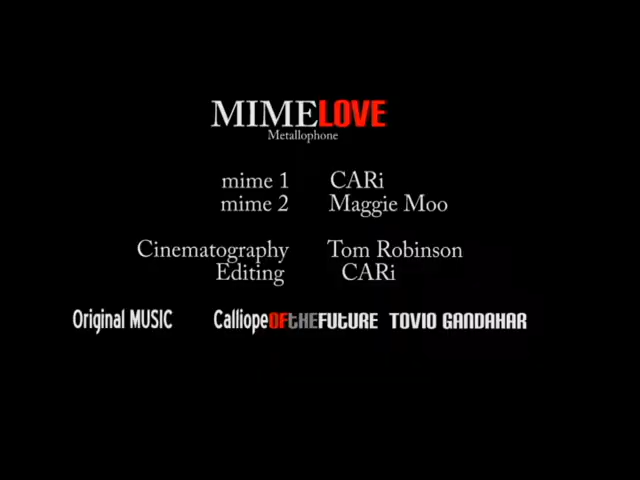 MIMELOVE
Metallophone
mime 1 CARi
mime 2 Maggie Moo
Cinematography Tom Robinson
Editing CARi
Original MUSIC CalliopeOFtHEFUtURE TOVIO GANDAHAR